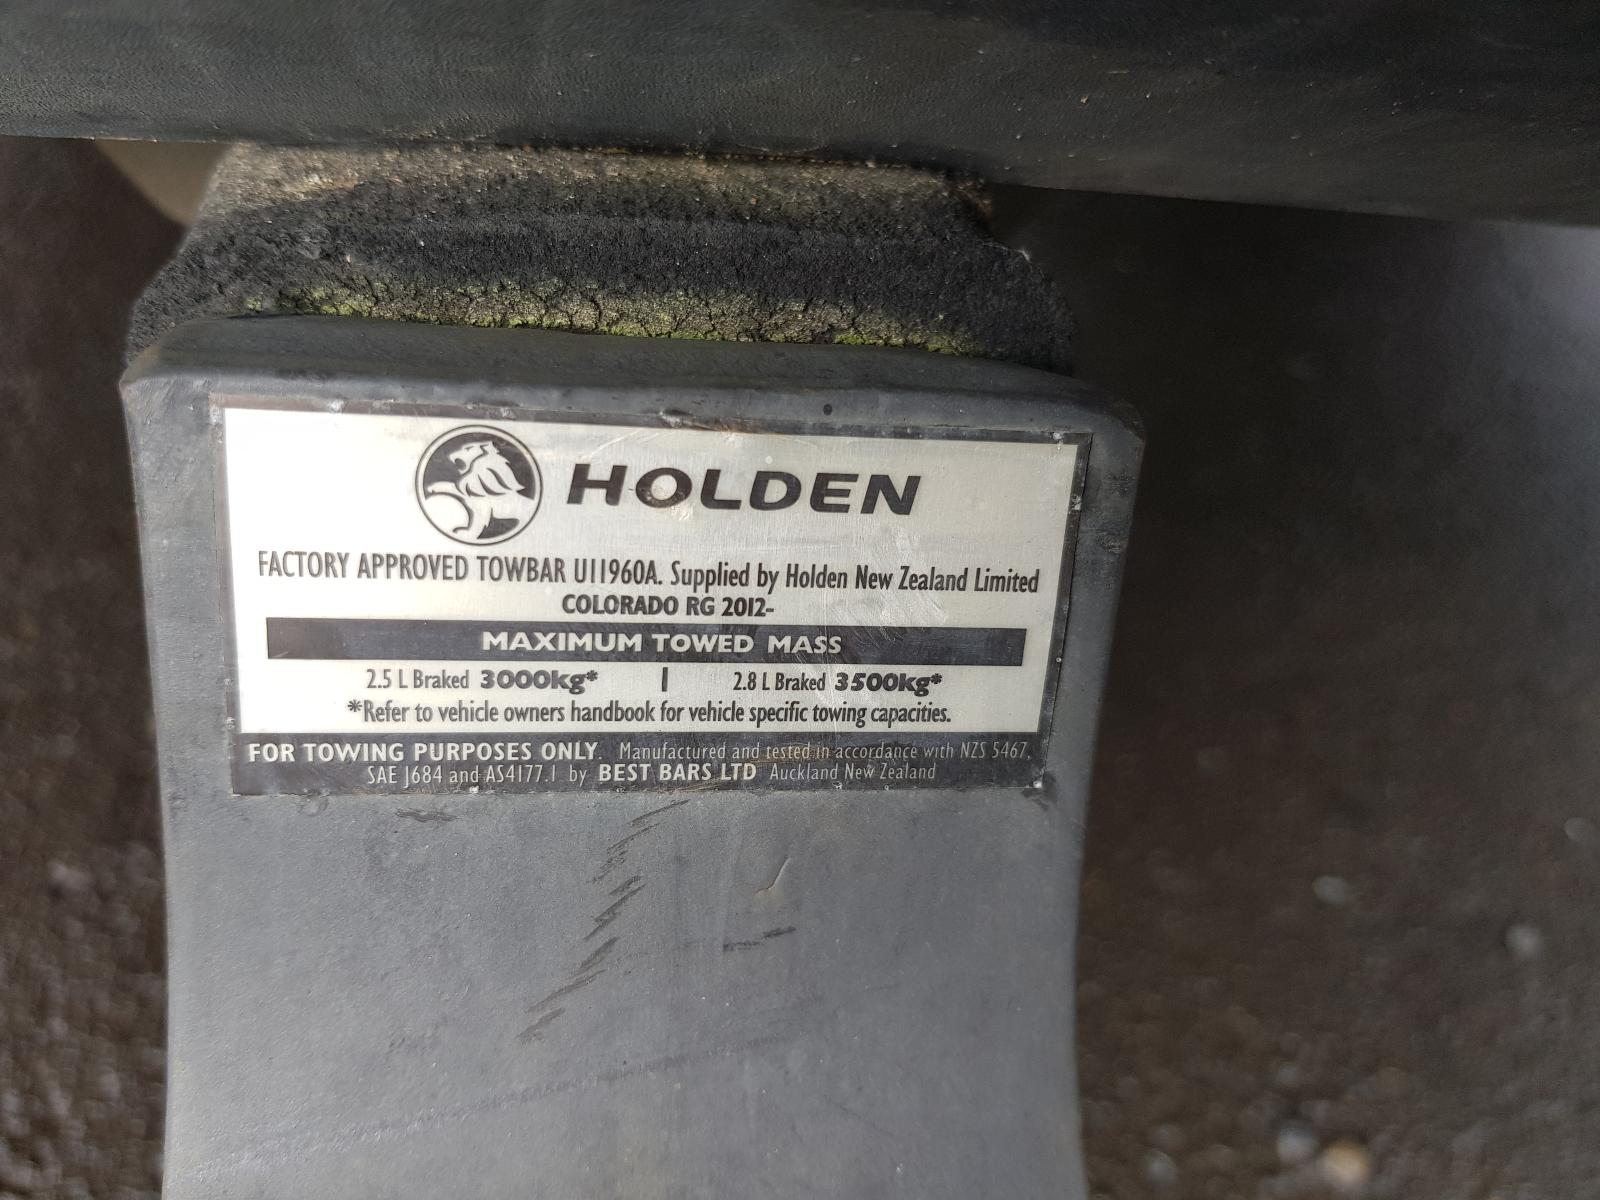 HOLDEN
FACTORY APPROVED TOWBAR U11960A. Supplied by Holden New Zealand Limited
COLORADO RG 2012-
MAXIMUM TOWED MASS
2.5 L Braked 3000kg* | 2.8 L Braked 3500kg*
*Refer to vehicle owners handbook for vehicle specific towing capacities.
FOR TOWING PURPOSES ONLY. Manufactured and tested in accordance with NZS 5467,
SAE J684 and AS4177.1 by BEST BARS LTD Auckland New Zealand